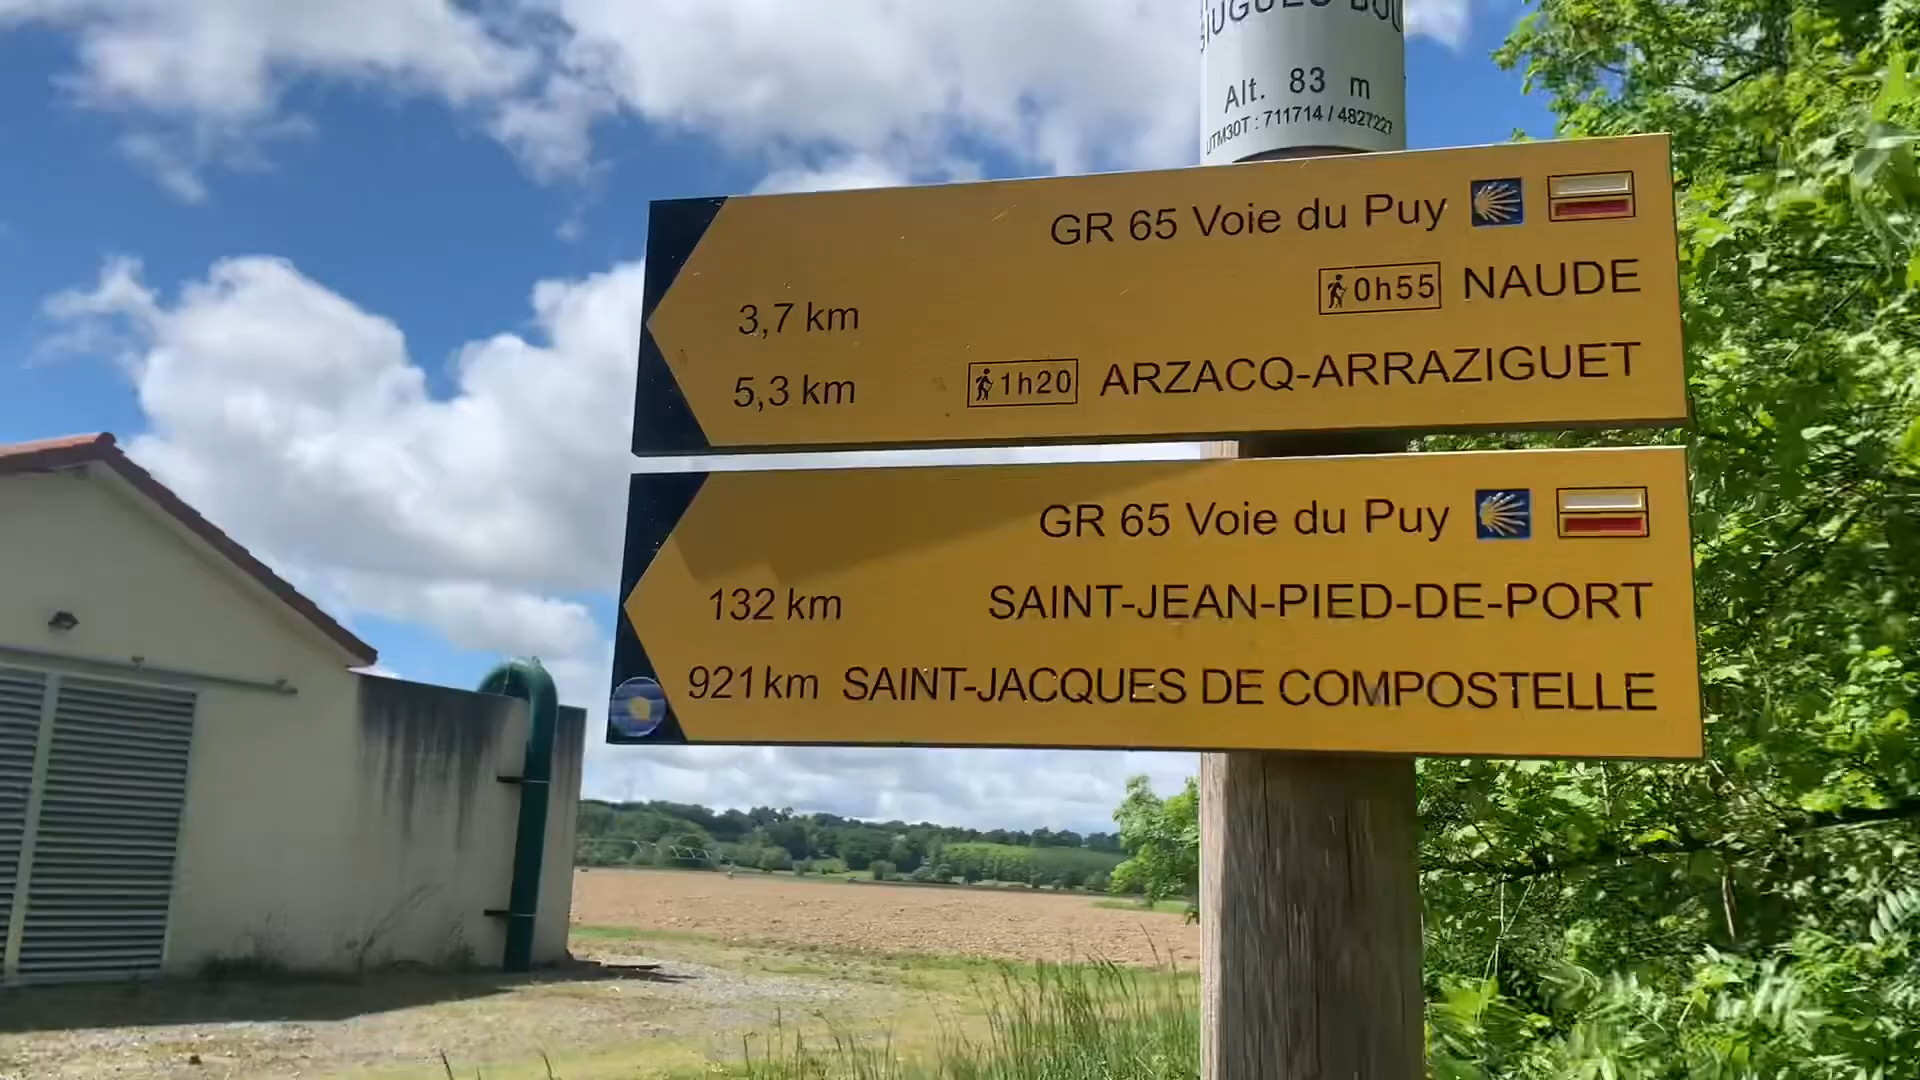 Alt. 83 m
UTM30T : 711714 / 4827227
GR 65 Voie du Puy
3,7 km 0h55 NAUDE
5,3 km 1h20 ARZACQ-ARRAZIGUET
GR 65 Voie du Puy
132 km SAINT-JEAN-PIED-DE-PORT
921 km SAINT-JACQUES DE COMPOSTELLE